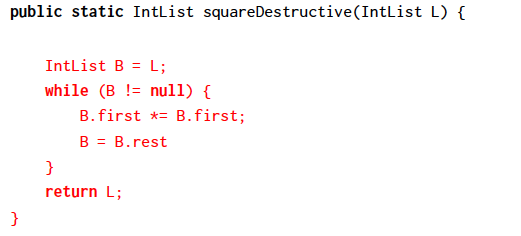 public static IntList squareDestructive(IntList L) {
IntList B = L;
while (B != null) {
B.first *= B.first;
B = B.rest
}
return L;
}